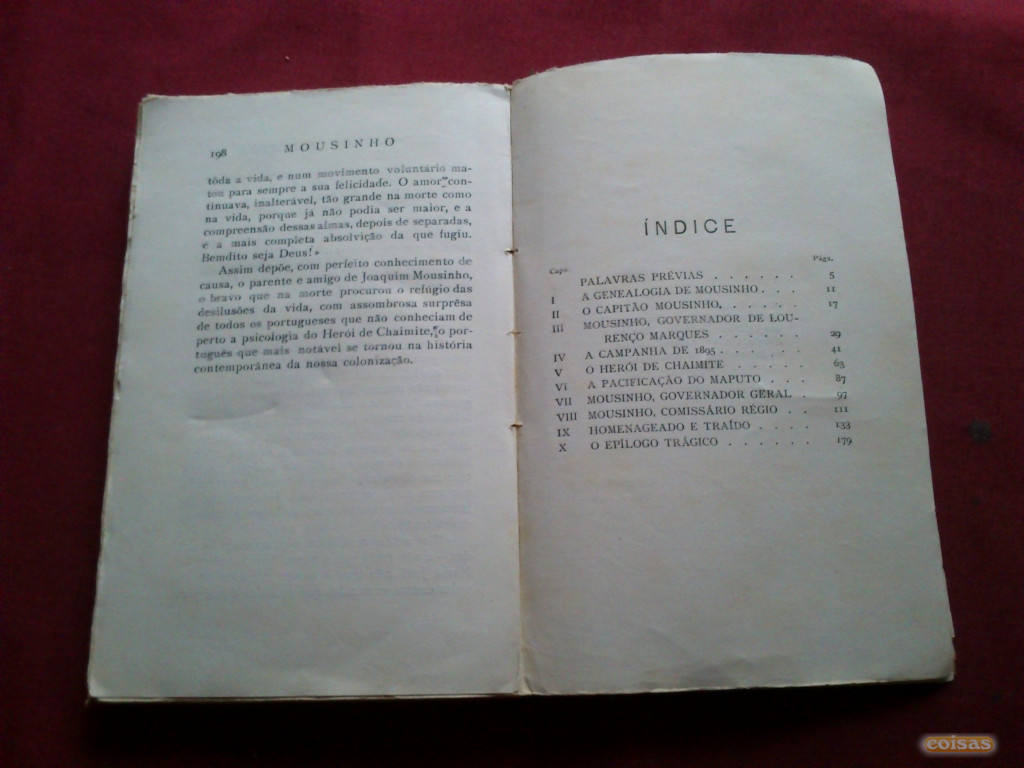 198 MOUSINHO
tôda a vida, e num movimento voluntário ma-
tou para sempre a sua felicidade. O amor con-
tinuava, inalterável, tão grande na morte como
na vida, porque já não podia ser maior, e a
compreensão dessas almas, depois de separadas,
é a mais completa absolvição da que fugiu.
Bemdito seja Deus!»
Assim depõe, com perfeito conhecimento de
causa, o parente e amigo de Joaquim Mousinho,
o bravo que na morte procurou o refúgio das
desilusões da vida, com assombrosa surprêsa
de todos os portugueses que não conheciam de
perto a psicologia do Herói de Chaimite, o por-
tuguês que mais notável se tornou na história
contemporânea da nossa colonização.
ÍNDICE
Caps. Págs.
PALAVRAS PRÉVIAS . . . . . . 5
I A GENEALOGIA DE MOUSINHO . . . 11
II O CAPITÃO MOUSINHO, . . . . . 17
III MOUSINHO, GOVERNADOR DE LOU-
RENÇO MARQUES . . . . . . 29
IV A CAMPANHA DE 1895 . . . . . 41
V O HERÓI DE CHAIMITE . . . . . 63
VI A PACIFICAÇÃO DO MAPUTO . . . 87
VII MOUSINHO, GOVERNADOR GERAL . 97
VIII MOUSINHO, COMISSÁRIO RÉGIO . . 111
IX HOMENAGEADO E TRAÍDO . . . . 133
X O EPÍLOGO TRÁGICO . . . . . . 179
coisas